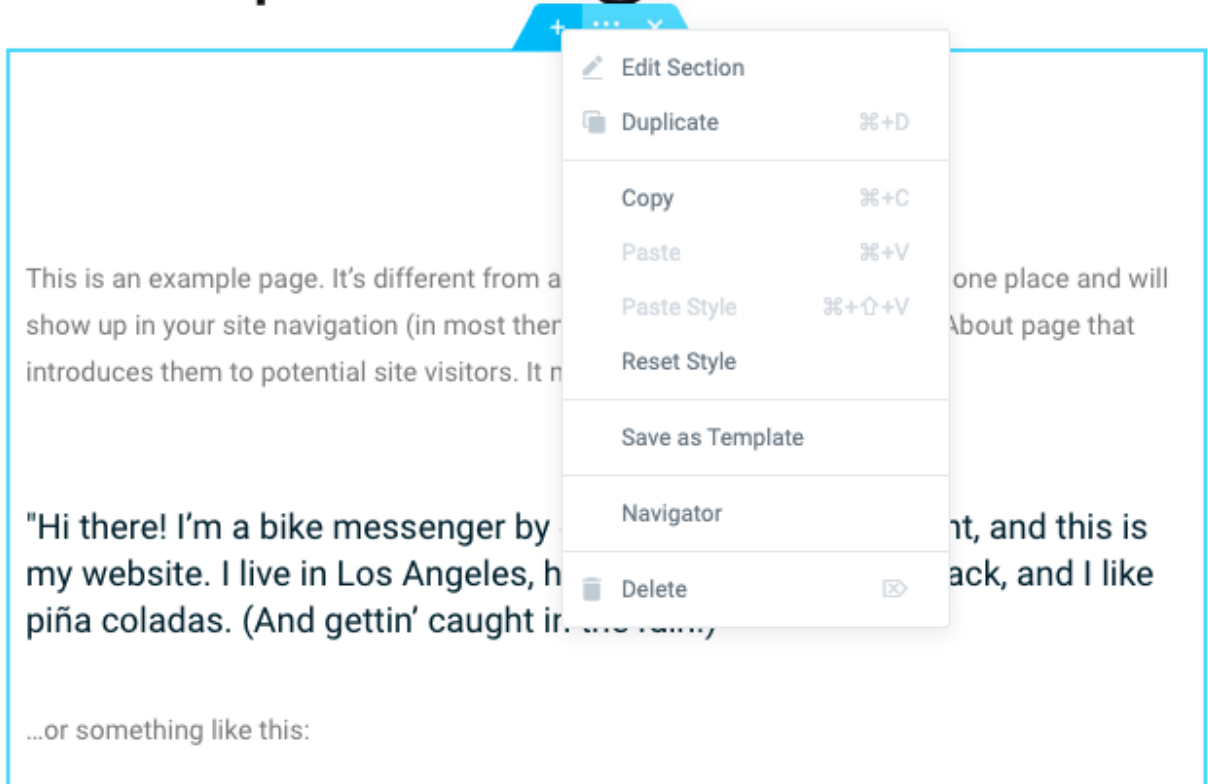 Edit Section
Duplicate ⌘+D
Copy ⌘+C
Paste ⌘+V
Paste Style ⌘+⇧+V
Reset Style
Save as Template
Navigator
Delete
This is an example page. It’s different from a
one place and will
show up in your site navigation (in most
About page that
introduces them to potential site visitors. It
"Hi there! I’m a bike messenger by
and this is
my website. I live in Los Angeles,
and I like
piña coladas. (And gettin’ caught in the rain.)
…or something like this: